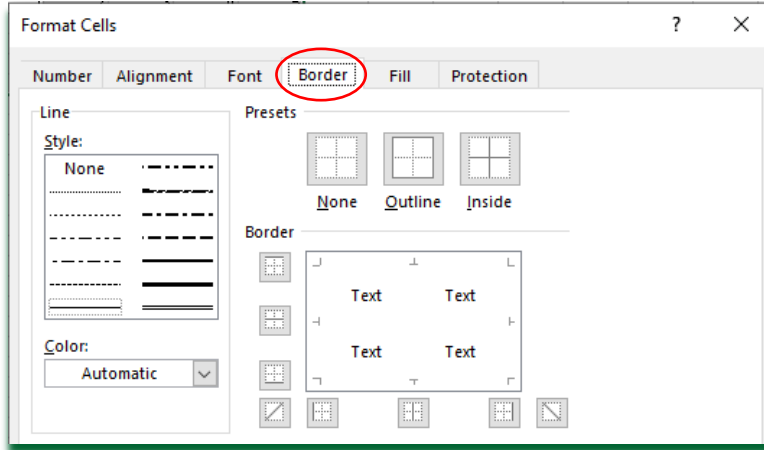 Format Cells ? ×
Number Alignment Font Border Fill Protection
Line
Style:
None
Color:
Automatic
Presets
None Outline Inside
Border
Text Text
Text Text